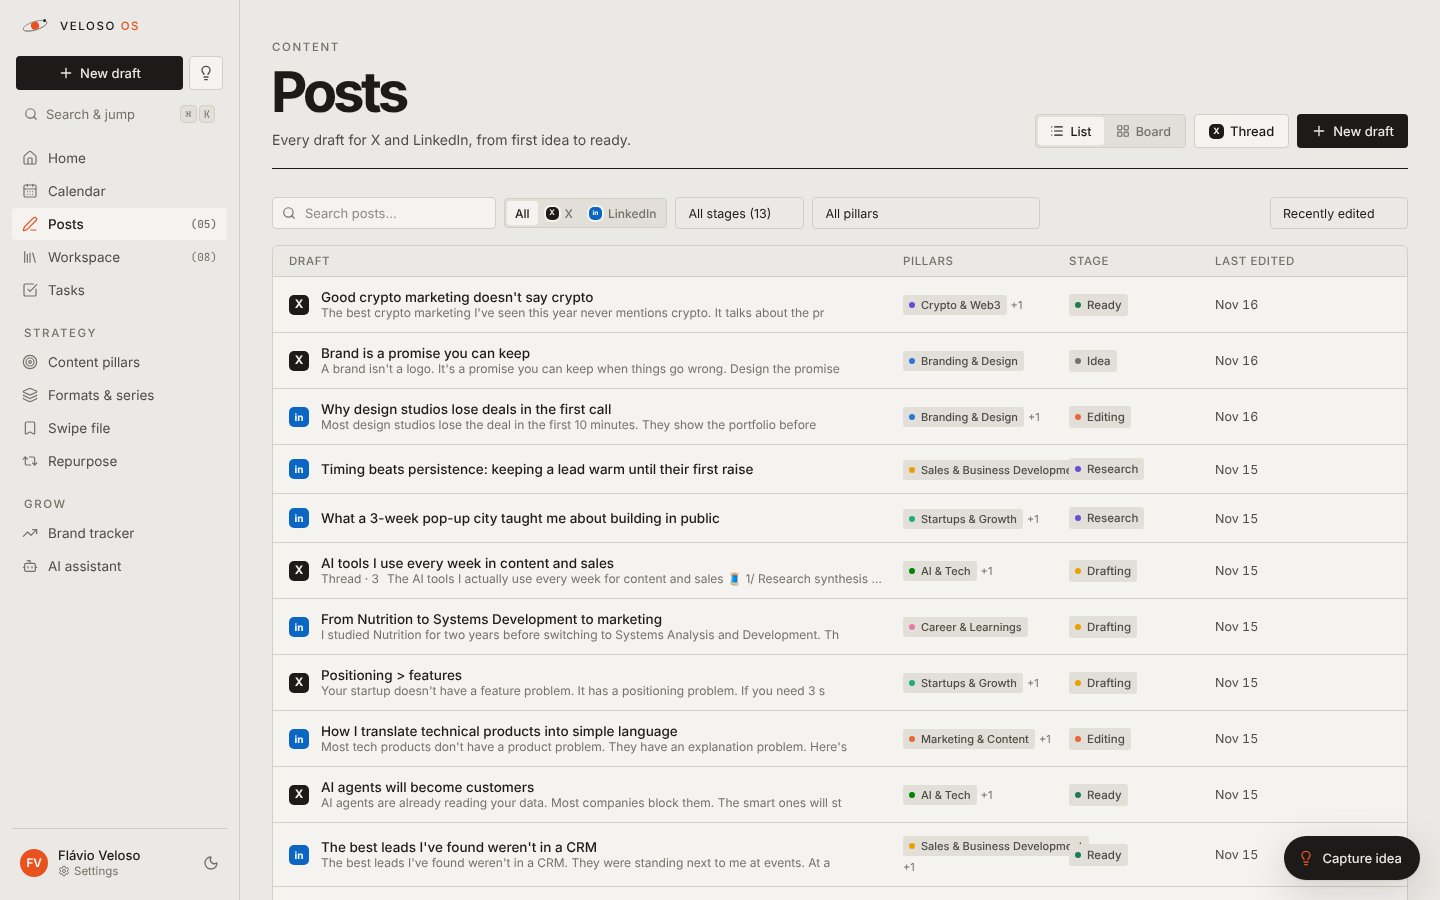 VELOSO OS
New draft
Search & jump
⌘ K
Home
Calendar
Posts (05)
Workspace (08)
Tasks
STRATEGY
Content pillars
Formats & series
Swipe file
Repurpose
GROW
Brand tracker
AI assistant
FV
Flávio Veloso
Settings
CONTENT
Posts
Every draft for X and LinkedIn, from first idea to ready.
List Board X Thread New draft
Search posts...
All X X in LinkedIn
All stages (13)
All pillars
Recently edited
DRAFT PILLARS STAGE LAST EDITED
X Good crypto marketing doesn't say crypto
The best crypto marketing I've seen this year never mentions crypto. It talks about the pr
Crypto & Web3 +1 Ready Nov 16
X Brand is a promise you can keep
A brand isn't a logo. It's a promise you can keep when things go wrong. Design the promise
Branding & Design Idea Nov 16
in Why design studios lose deals in the first call
Most design studios lose the deal in the first 10 minutes. They show the portfolio before
Branding & Design +1 Editing Nov 16
in Timing beats persistence: keeping a lead warm until their first raise
Sales & Business Developme Research Nov 15
in What a 3-week pop-up city taught me about building in public
Startups & Growth +1 Research Nov 15
X AI tools I use every week in content and sales
Thread · 3 The AI tools I actually use every week for content and sales 🧵 1/ Research synthesis ...
AI & Tech +1 Drafting Nov 15
in From Nutrition to Systems Development to marketing
I studied Nutrition for two years before switching to Systems Analysis and Development. Th
Career & Learnings Drafting Nov 15
X Positioning > features
Your startup doesn't have a feature problem. It has a positioning problem. If you need 3 s
Startups & Growth +1 Drafting Nov 15
in How I translate technical products into simple language
Most tech products don't have a product problem. They have an explanation problem. Here's
Marketing & Content +1 Editing Nov 15
X AI agents will become customers
AI agents are already reading your data. Most companies block them. The smart ones will st
AI & Tech +1 Ready Nov 15
in The best leads I've found weren't in a CRM
The best leads I've found weren't in a CRM. They were standing next to me at events. At a
Sales & Business Developme
+1 Ready Nov 15
Capture idea